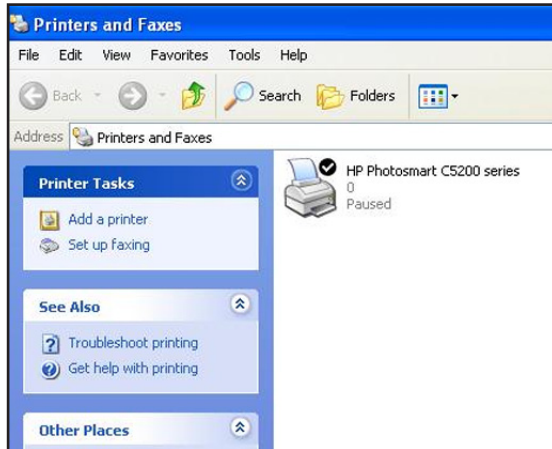 Printers and Faxes
File Edit View Favorites Tools Help
Back Search Folders
Address Printers and Faxes
Printer Tasks
Add a printer
Set up faxing
See Also
Troubleshoot printing
Get help with printing
Other Places
HP Photosmart C5200 series
0
Paused